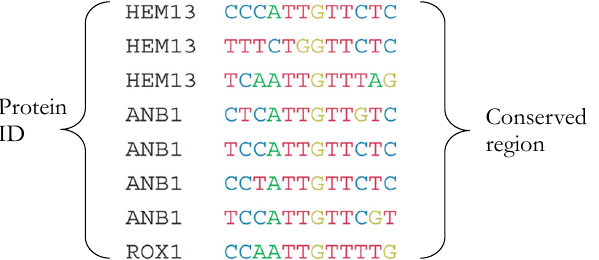 HEM13 CCCATTGTTCTC
HEM13 TTTCTGGTTCTC
HEM13 TCAATTGTTTAG
ANB1 CTCATTGTTGTC
ANB1 TCCATTGTTCTC
ANB1 CCTATTGTTCTC
ANB1 TCCATTGTTCGT
ROX1 CCAATTGTTTTG
Protein
ID
Conserved
region